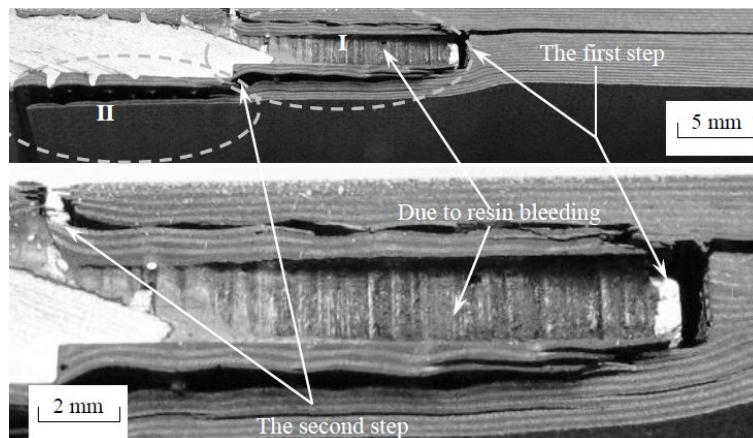 I
The first step
II
5 mm
Due to resin bleeding
2 mm
The second step